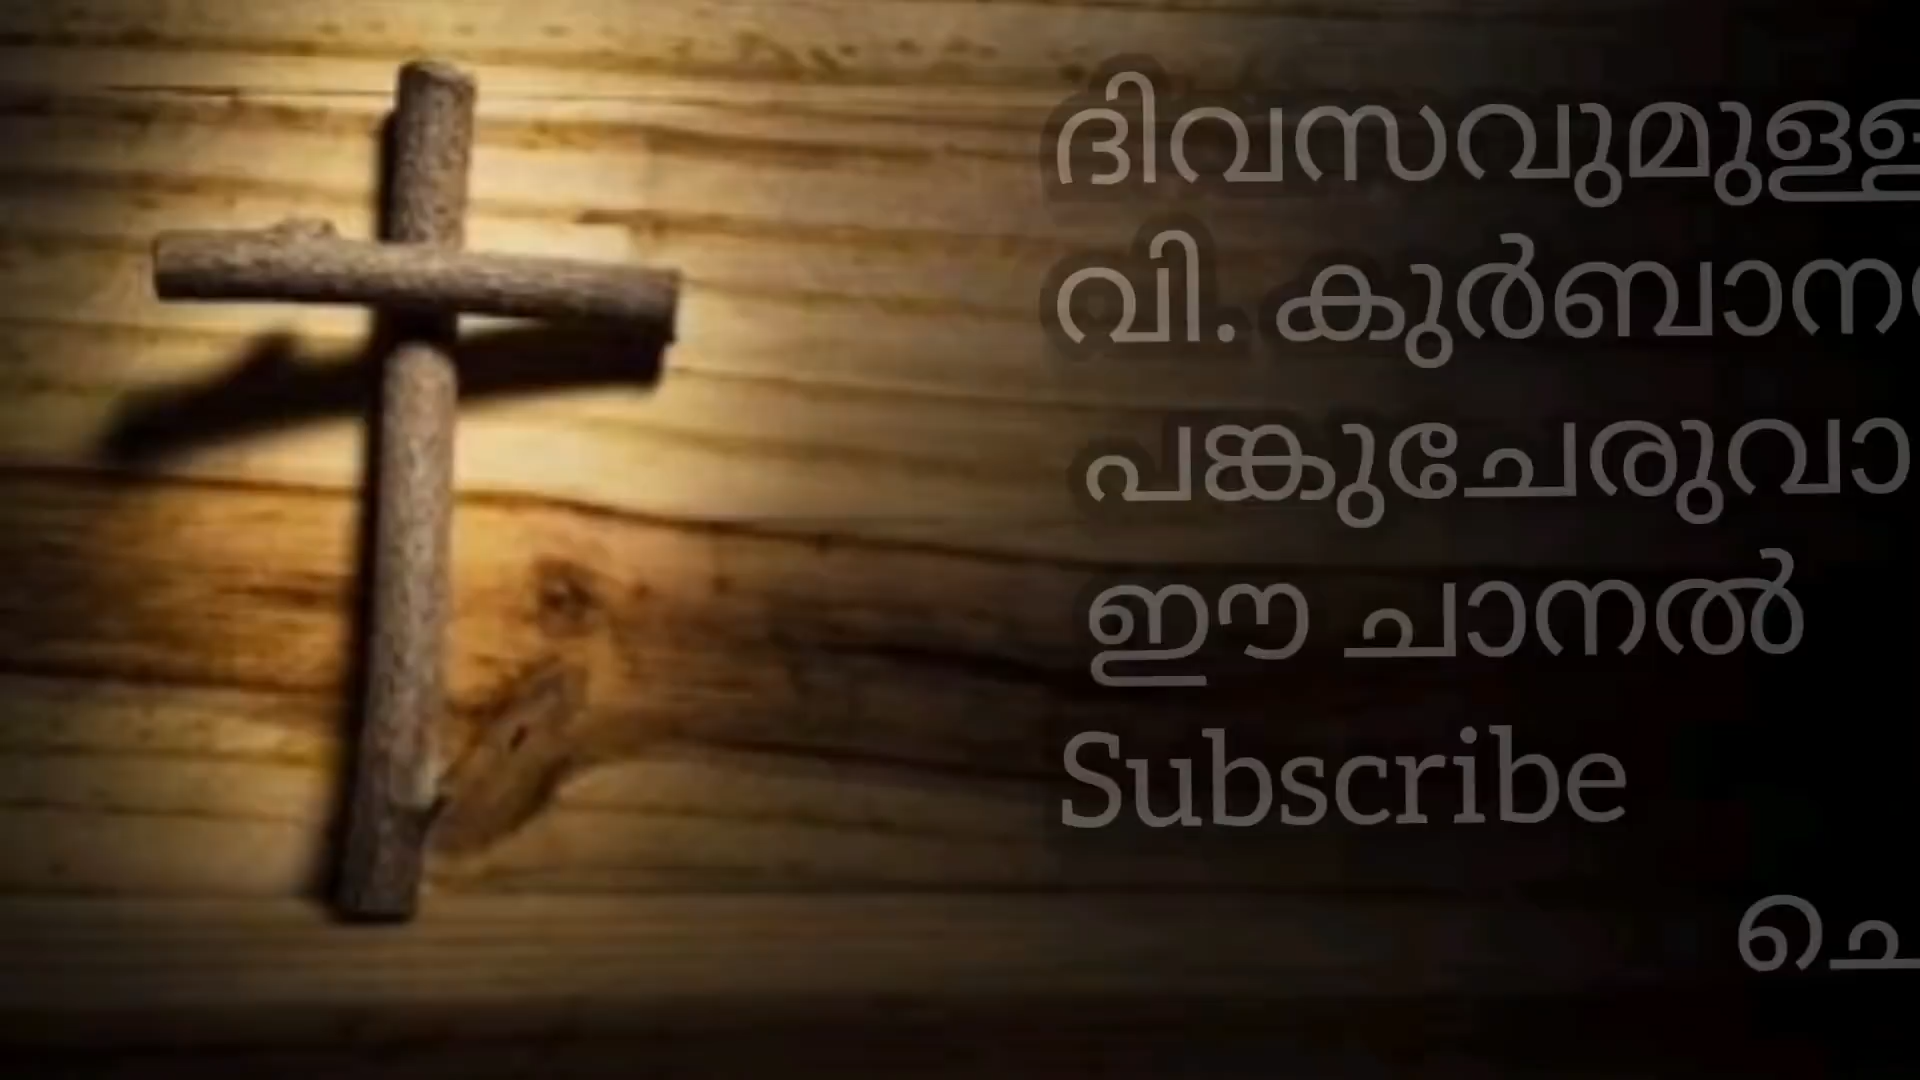 ദിവസവുമുള്ള
വി. കുർബാന
പങ്കുചേരുവാ
ഈ ചാനൽ
Subscribe
ചെ